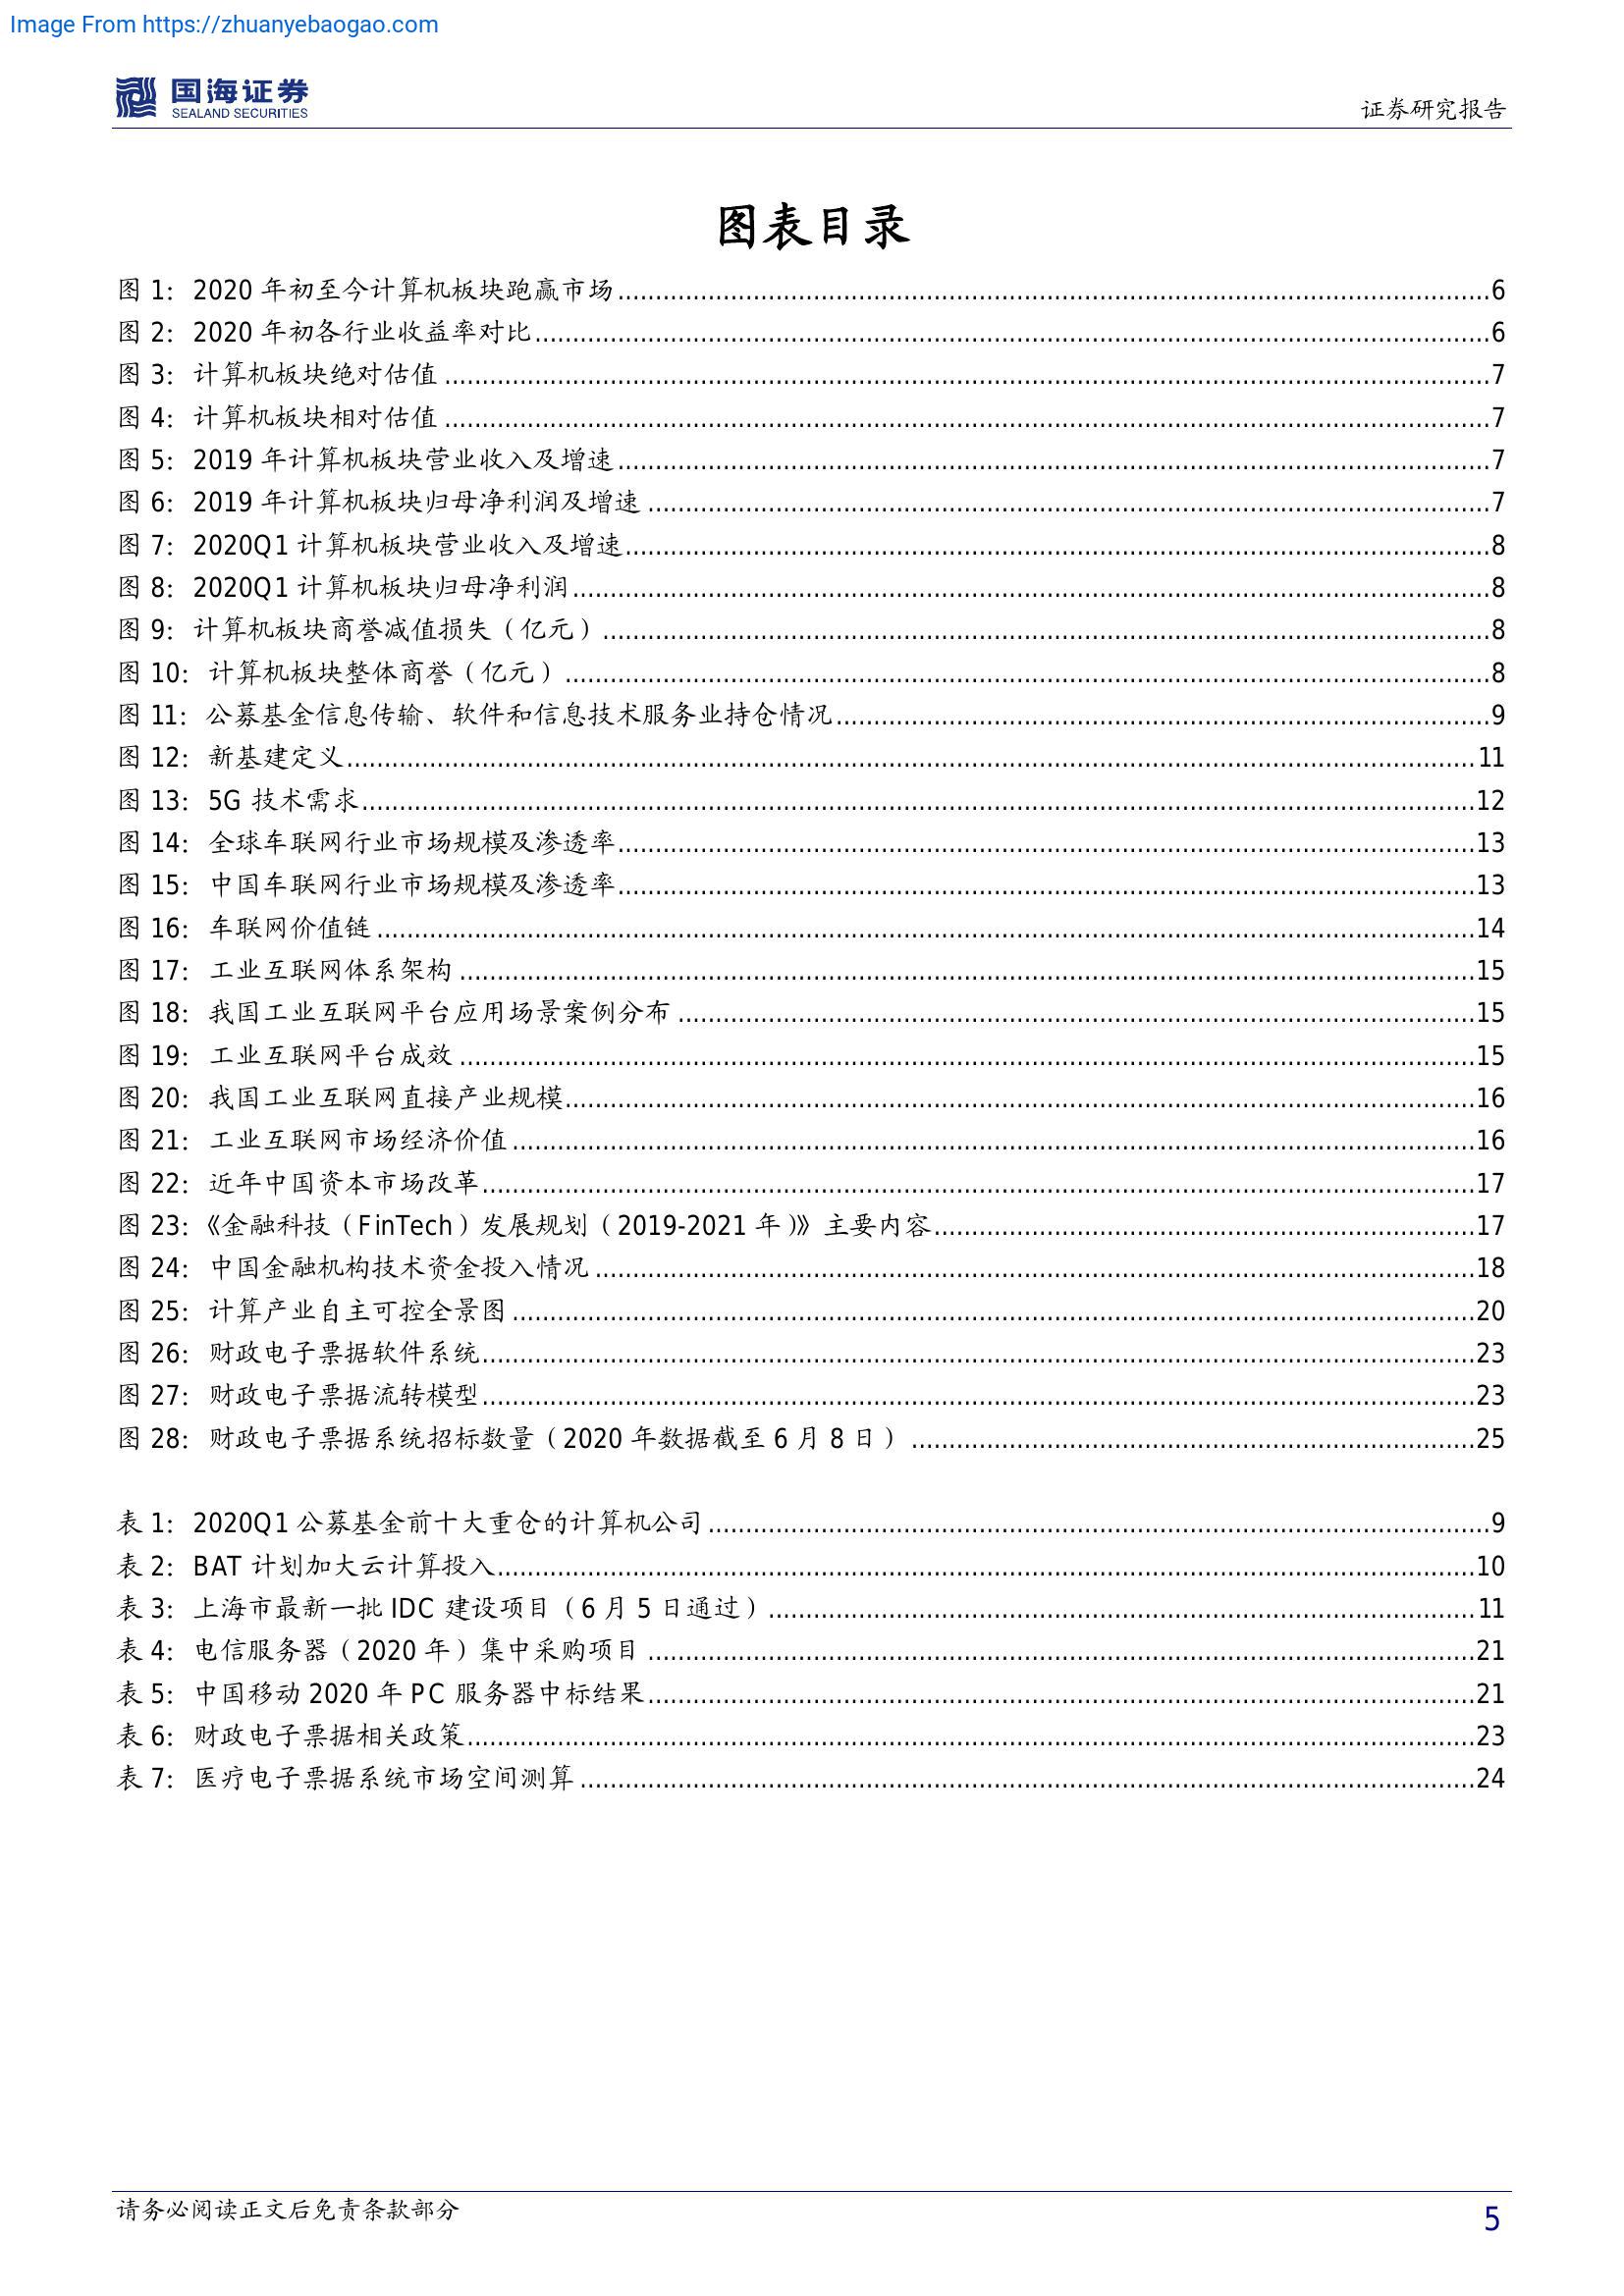 Image From https://zhuanyebaogao.com
国海证券
SEALAND SECURITIES
证券研究报告
图表目录
图 1: 2020 年初至今计算机板块跑赢市场........................................6
图 2: 2020 年初各行业收益率对比........................................6
图 3: 计算机板块绝对估值........................................7
图 4: 计算机板块相对估值........................................7
图 5: 2019 年计算机板块营业收入及增速........................................7
图 6: 2019 年计算机板块归母净利润及增速........................................7
图 7: 2020Q1 计算机板块营业收入及增速........................................8
图 8: 2020Q1 计算机板块归母净利润........................................8
图 9: 计算机板块商誉减值损失（亿元）........................................8
图 10: 计算机板块整体商誉（亿元）........................................8
图 11: 公募基金信息传输、软件和信息技术服务业持仓情况........................................9
图 12: 新基建定义........................................11
图 13: 5G 技术需求........................................12
图 14: 全球车联网行业市场规模及渗透率........................................13
图 15: 中国车联网行业市场规模及渗透率........................................13
图 16: 车联网价值链........................................14
图 17: 工业互联网体系架构........................................15
图 18: 我国工业互联网平台应用场景案例分布........................................15
图 19: 工业互联网平台成效........................................15
图 20: 我国工业互联网直接产业规模........................................16
图 21: 工业互联网市场经济价值........................................16
图 22: 近年中国资本市场改革........................................17
图 23:《金融科技（FinTech）发展规划（2019-2021 年）》主要内容........................................17
图 24: 中国金融机构技术资金投入情况........................................18
图 25: 计算产业自主可控全景图........................................20
图 26: 财政电子票据软件系统........................................23
图 27: 财政电子票据流转模型........................................23
图 28: 财政电子票据系统招标数量（2020 年数据截至 6 月 8 日）........................................25
表 1: 2020Q1 公募基金前十大重仓的计算机公司........................................9
表 2: BAT 计划加大云计算投入........................................10
表 3: 上海市最新一批 IDC 建设项目（6 月 5 日通过）........................................11
表 4: 电信服务器（2020 年）集中采购项目........................................21
表 5: 中国移动 2020 年 PC 服务器中标结果........................................21
表 6: 财政电子票据相关政策........................................23
表 7: 医疗电子票据系统市场空间测算........................................24
请务必阅读正文后免责条款部分
5